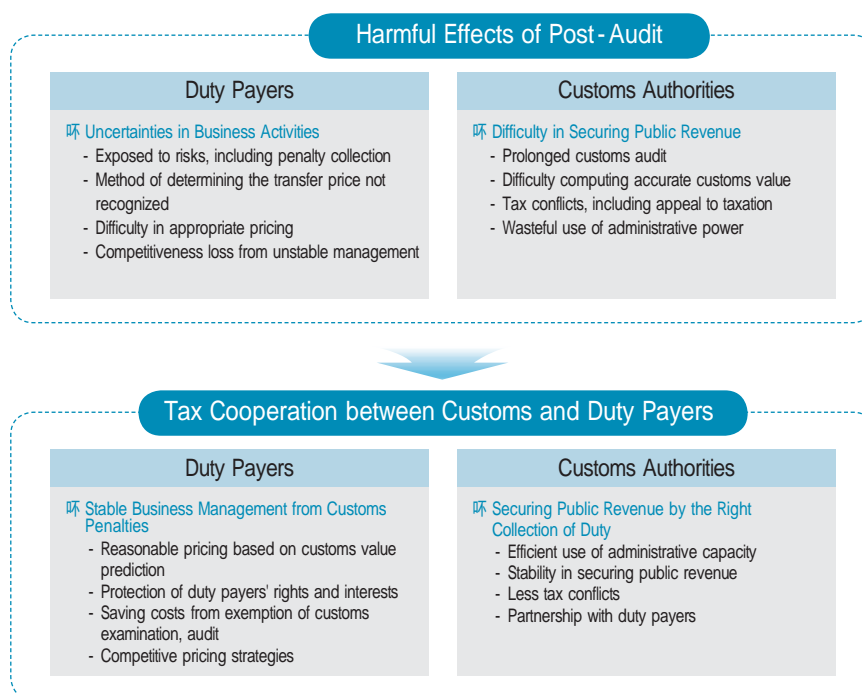 Harmful Effects of Post-Audit
Duty Payers
吥 Uncertainties in Business Activities
- Exposed to risks, including penalty collection
- Method of determining the transfer price not
recognized
- Difficulty in appropriate pricing
- Competitiveness loss from unstable management
Customs Authorities
吥 Difficulty in Securing Public Revenue
- Prolonged customs audit
- Difficulty computing accurate customs value
- Tax conflicts, including appeal to taxation
- Wasteful use of administrative power
Tax Cooperation between Customs and Duty Payers
Duty Payers
吥 Stable Business Management from Customs
Penalties
- Reasonable pricing based on customs value
prediction
- Protection of duty payers' rights and interests
- Saving costs from exemption of customs
examination, audit
- Competitive pricing strategies
Customs Authorities
吥 Securing Public Revenue by the Right
Collection of Duty
- Efficient use of administrative capacity
- Stability in securing public revenue
- Less tax conflicts
- Partnership with duty payers